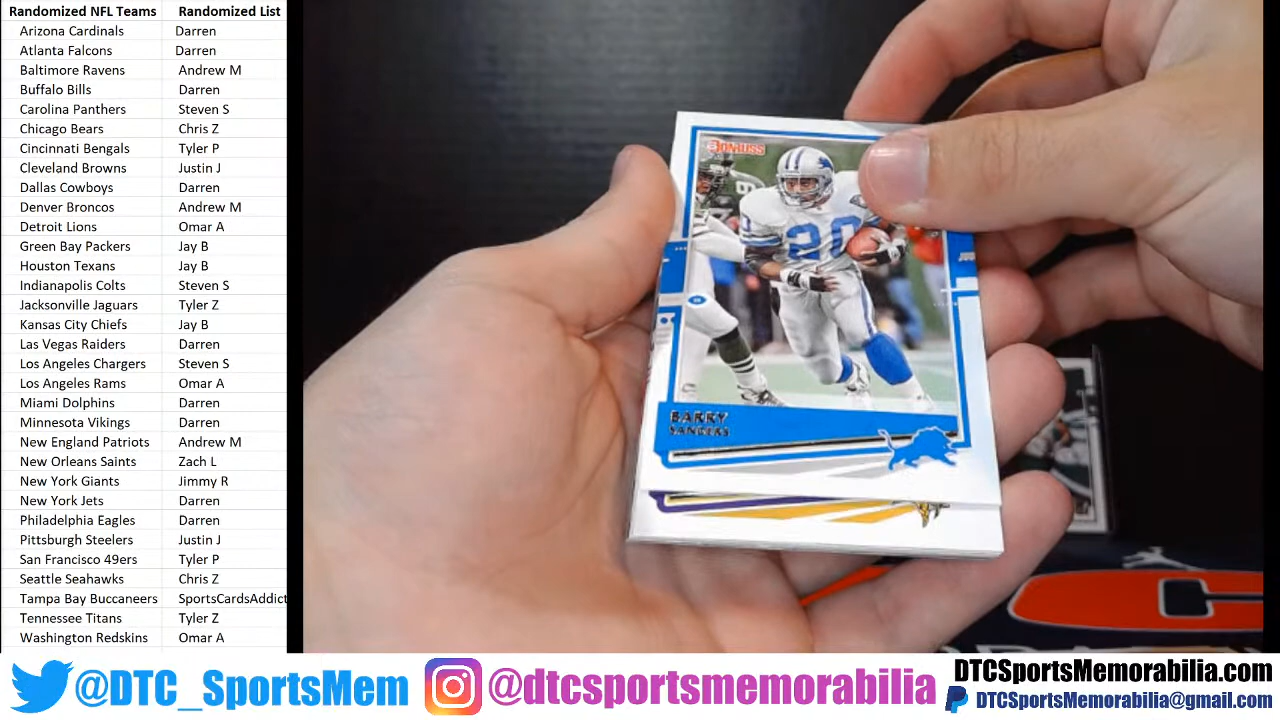 Randomized NFL Teams Randomized List
Arizona Cardinals Darren
Atlanta Falcons Darren
Baltimore Ravens Andrew M
Buffalo Bills Darren
Carolina Panthers Steven S
Chicago Bears Chris Z
Cincinnati Bengals Tyler P
Cleveland Browns Justin J
Dallas Cowboys Darren
Denver Broncos Andrew M
Detroit Lions Omar A
Green Bay Packers Jay B
Houston Texans Jay B
Indianapolis Colts Steven S
Jacksonville Jaguars Tyler Z
Kansas City Chiefs Jay B
Las Vegas Raiders Darren
Los Angeles Chargers Steven S
Los Angeles Rams Omar A
Miami Dolphins Darren
Minnesota Vikings Darren
New England Patriots Andrew M
New Orleans Saints Zach L
New York Giants Jimmy R
New York Jets Darren
Philadelphia Eagles Darren
Pittsburgh Steelers Justin J
San Francisco 49ers Tyler P
Seattle Seahawks Chris Z
Tampa Bay Buccaneers SportsCardsAddict
Tennessee Titans Tyler Z
Washington Redskins Omar A
DONRUSS
20
BARRY
SANDERS
@DTC_SportsMem
@dtcsportsmemorabilia
DTCSportsMemorabilia.com
DTCSportsMemorabilia@gmail.com